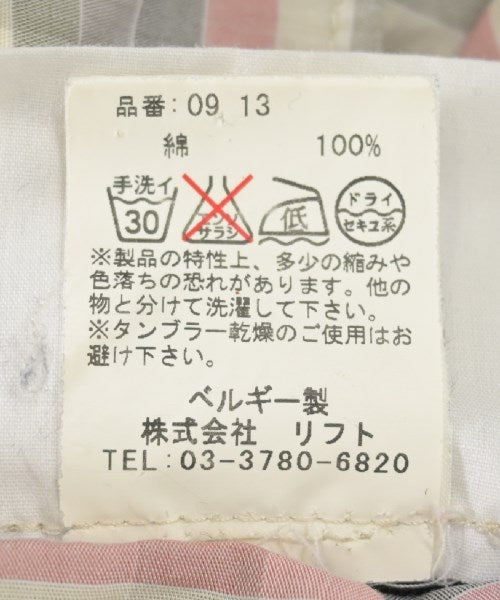 品番：09 13
綿 100%
手洗イ
30
エンソ
サラシ
低
ドライ
セキユ系
※製品の特性上、多少の縮みや
色落ちの恐れがあります。他の
物と分けて洗濯して下さい。
※タンブラー乾燥のご使用はお
避け下さい。
ベルギー製
株式会社 リフト
TEL：03-3780-6820